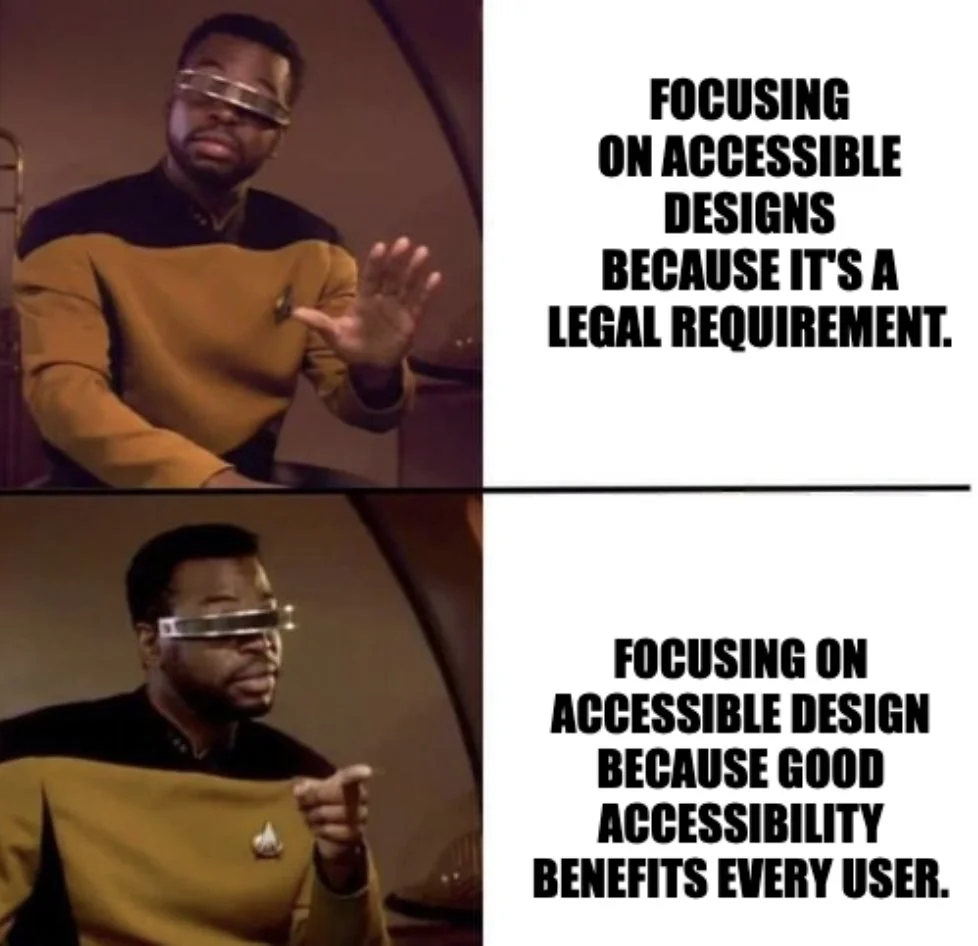 FOCUSING
ON ACCESSIBLE
DESIGNS
BECAUSE IT'S A
LEGAL REQUIREMENT.
FOCUSING ON
ACCESSIBLE DESIGN
BECAUSE GOOD
ACCESSIBILITY
BENEFITS EVERY USER.